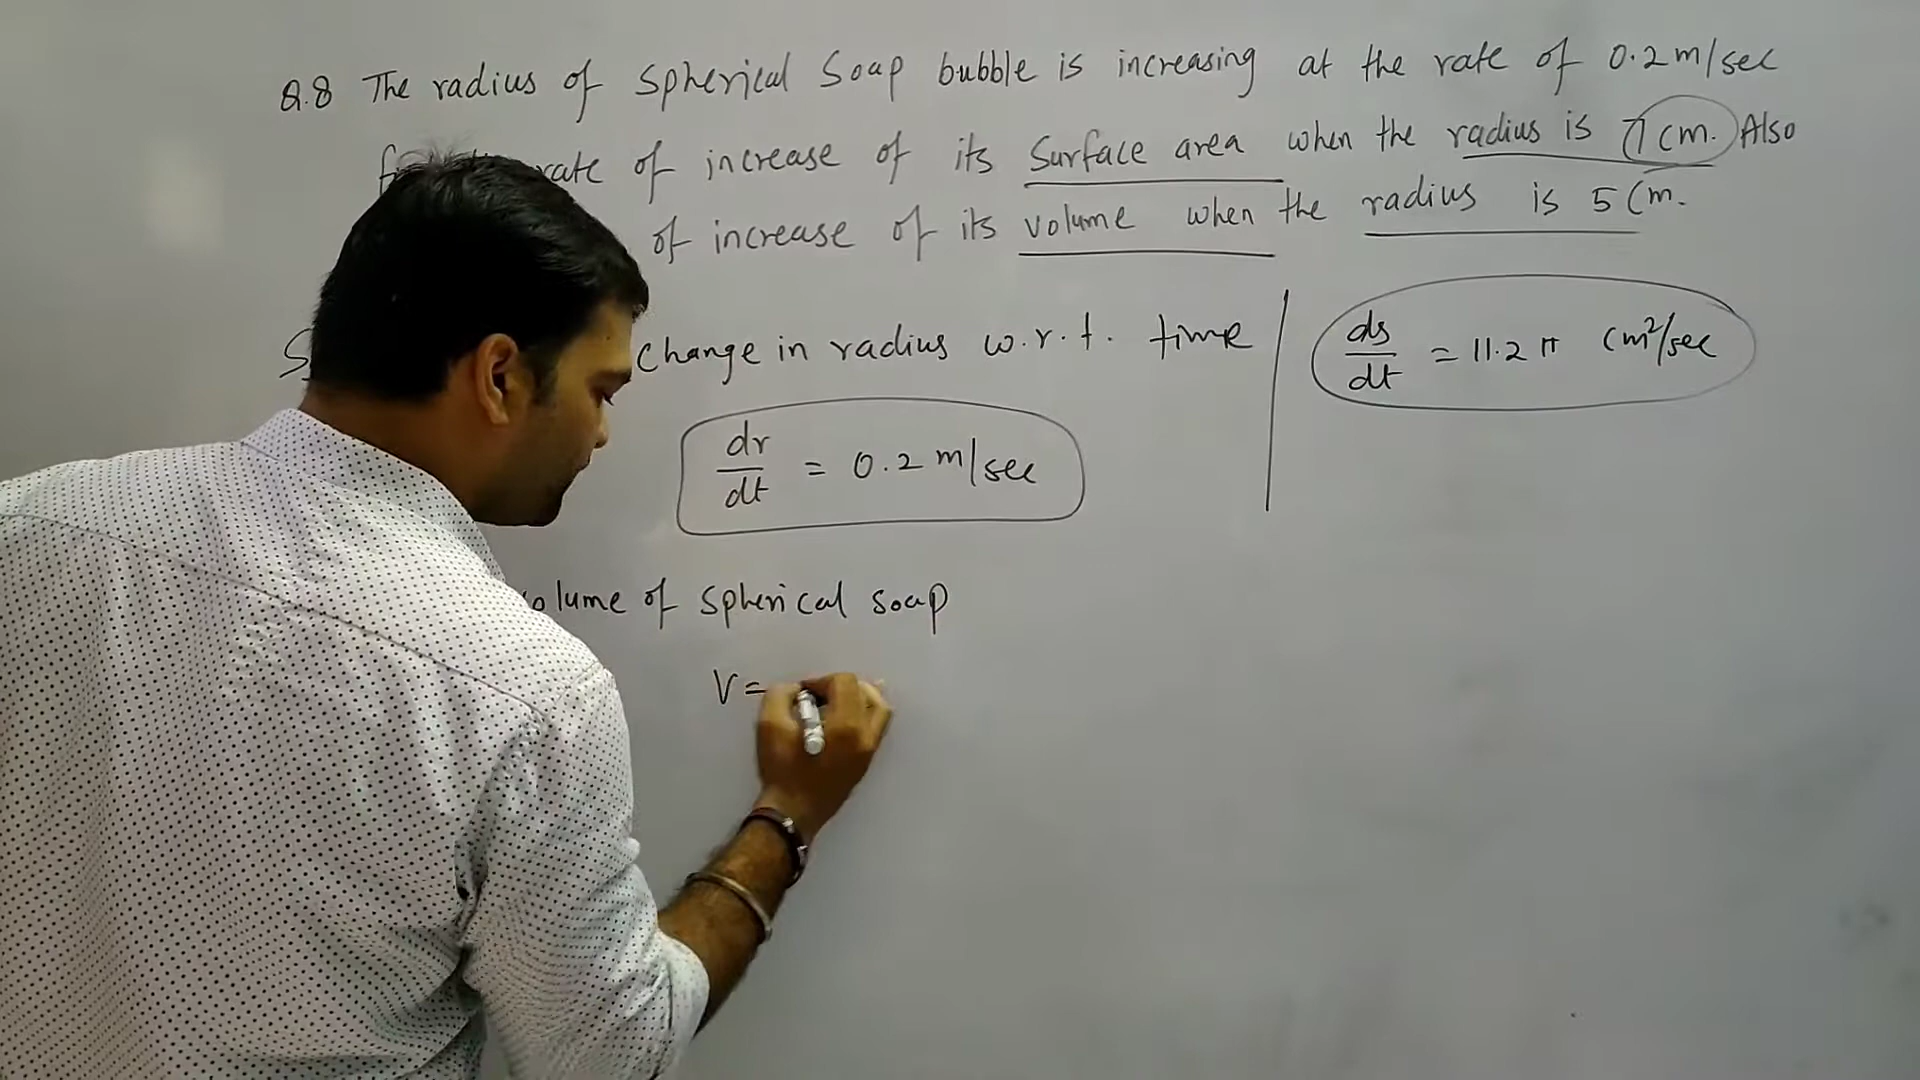 Q.8 The radius of spherical soap bubble is increasing at the rate of 0.2 m/sec
rate of increase of its surface area when the radius is 7 cm. Also
of increase of its volume when the radius is 5 cm.
change in radius w.r.t. time
ds/dt = 11.2 π cm²/sec
dr/dt = 0.2 m/sec
volume of spherical soap
V =